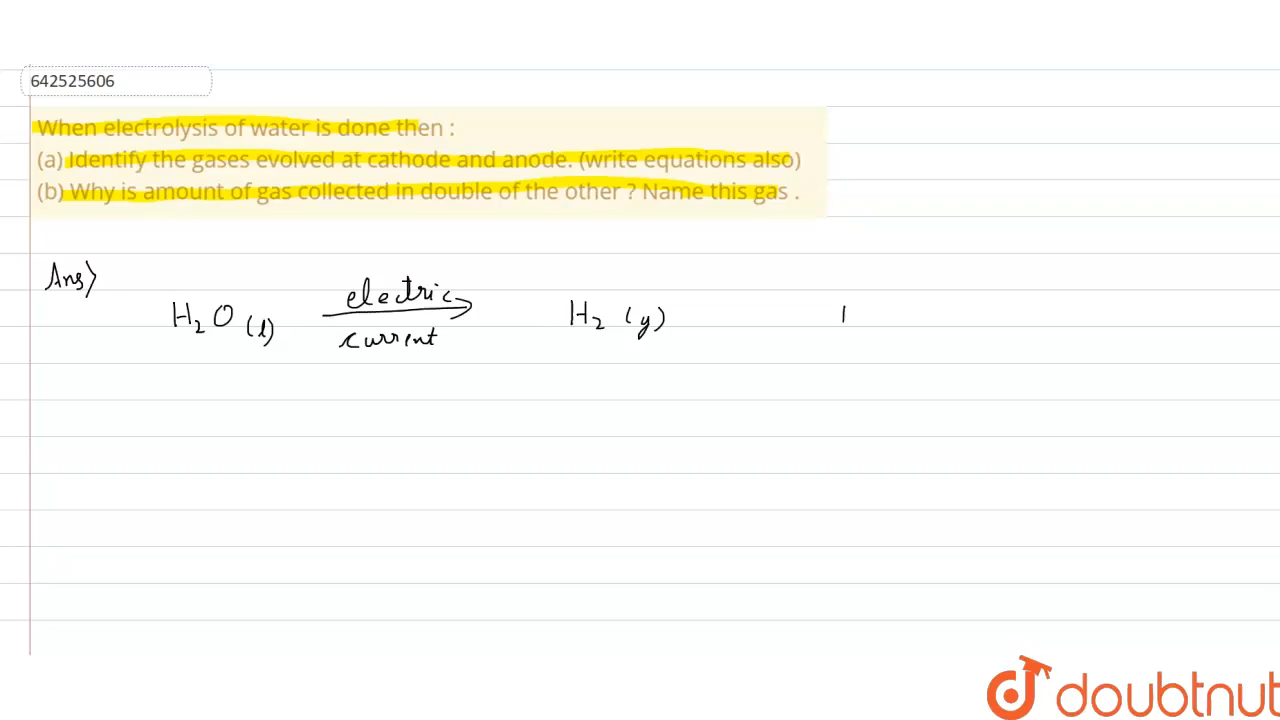 642525606
When electrolysis of water is done then :
(a) Identify the gases evolved at cathode and anode. (write equations also)
(b) Why is amount of gas collected in double of the other ? Name this gas .
Ans)
H₂O (l) electric current H₂ (g)
doubtnut